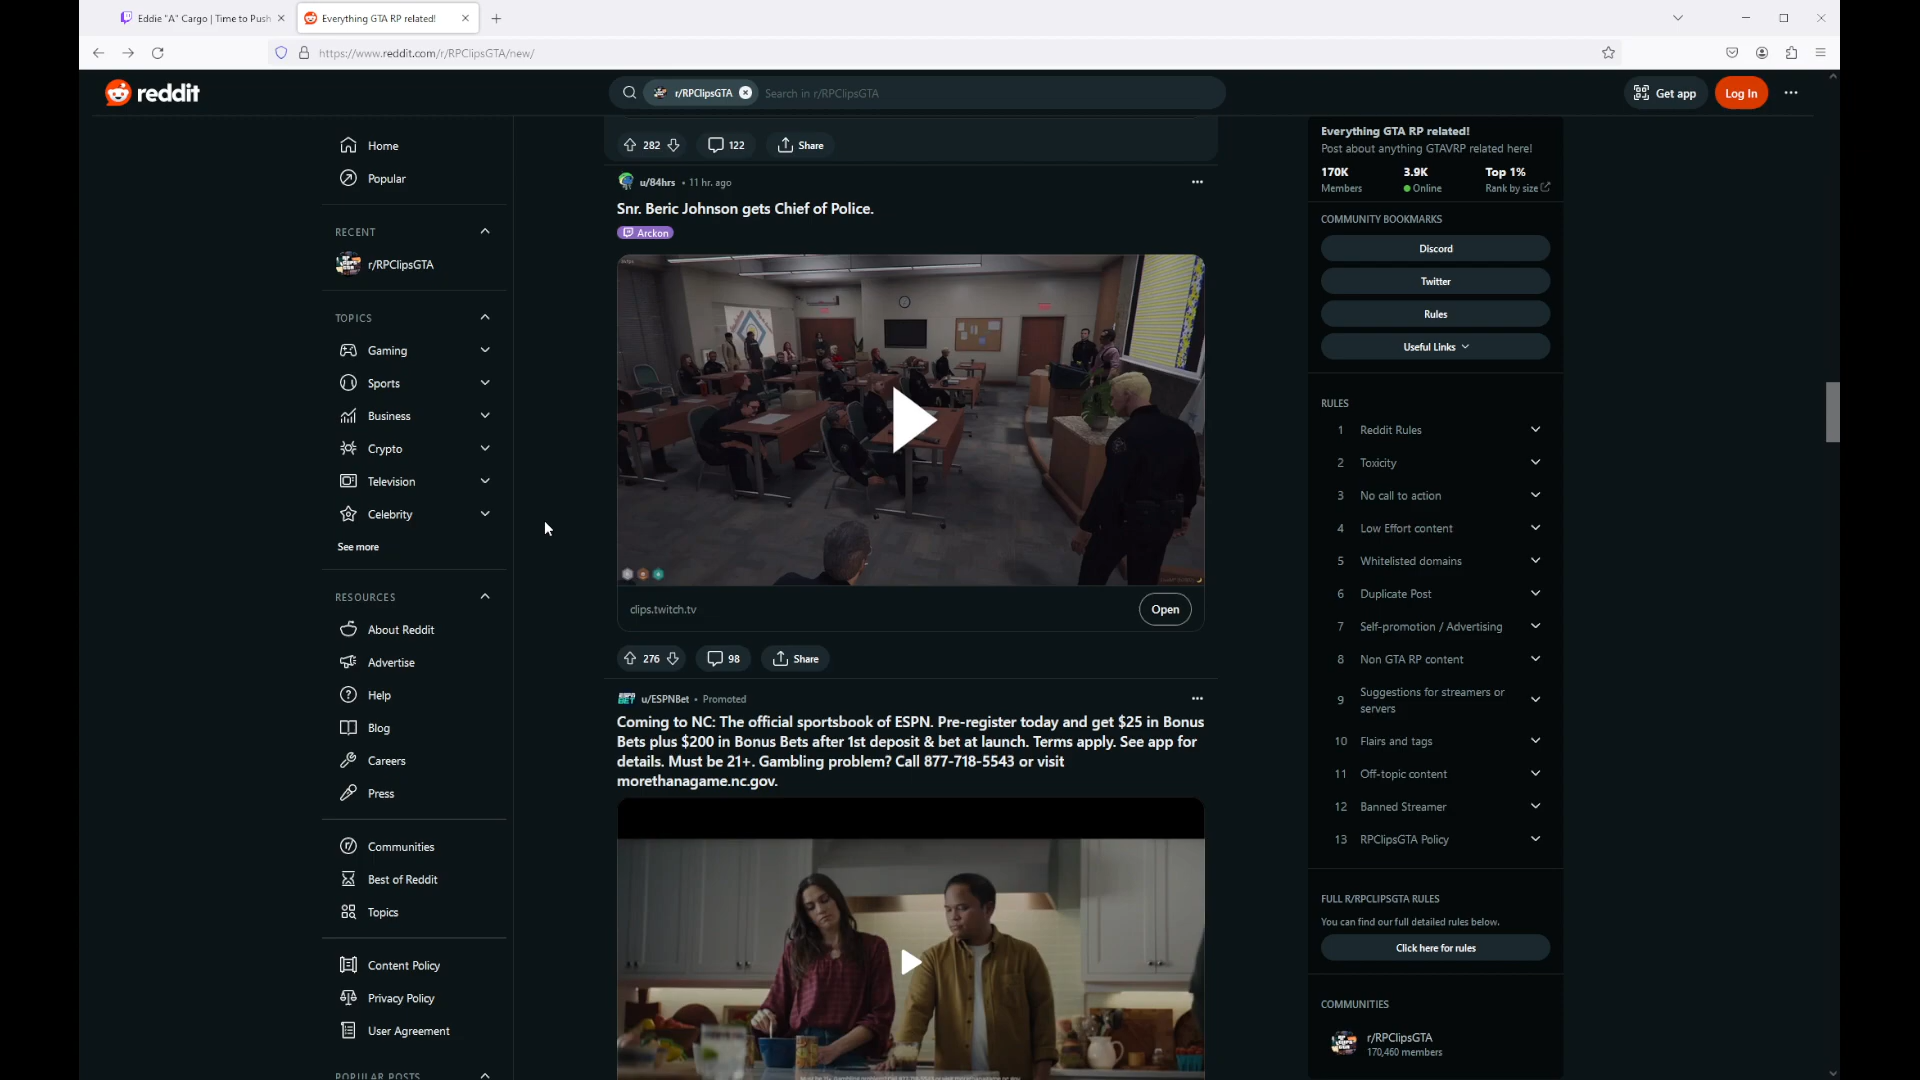 Eddie "A" Cargo | Time to Push
Everything GTA RP related!
https://www.reddit.com/r/RPClipsGTA/new/
reddit
r/RPClipsGTA
Search in r/RPClipsGTA
Get app
Log In
Home
Popular
RECENT
r/RPClipsGTA
TOPICS
Gaming
Sports
Business
Crypto
Television
Celebrity
See more
RESOURCES
About Reddit
Advertise
Help
Blog
Careers
Press
Communities
Best of Reddit
Topics
Content Policy
Privacy Policy
User Agreement
POPULAR POSTS
282
122
Share
u/84hrs • 11 hr. ago
Snr. Beric Johnson gets Chief of Police.
Arckon
clips.twitch.tv
Open
276
98
Share
u/ESPNBet • Promoted
Coming to NC: The official sportsbook of ESPN. Pre-register today and get $25 in Bonus
Bets plus $200 in Bonus Bets after 1st deposit & bet at launch. Terms apply. See app for
details. Must be 21+. Gambling problem? Call 877-718-5543 or visit
morethanagame.nc.gov.
Everything GTA RP related!
Post about anything GTAVRP related here!
170K
3.9K
Top 1%
Members
Online
Rank by size
COMMUNITY BOOKMARKS
Discord
Twitter
Rules
Useful Links
RULES
1 Reddit Rules
2 Toxicity
3 No call to action
4 Low Effort content
5 Whitelisted domains
6 Duplicate Post
7 Self-promotion / Advertising
8 Non GTA RP content
9 Suggestions for streamers or
servers
10 Flairs and tags
11 Off-topic content
12 Banned Streamer
13 RPClipsGTA Policy
FULL R/RPCLIPSGTA RULES
You can find our full detailed rules below.
Click here for rules
COMMUNITIES
r/RPClipsGTA
170,460 members